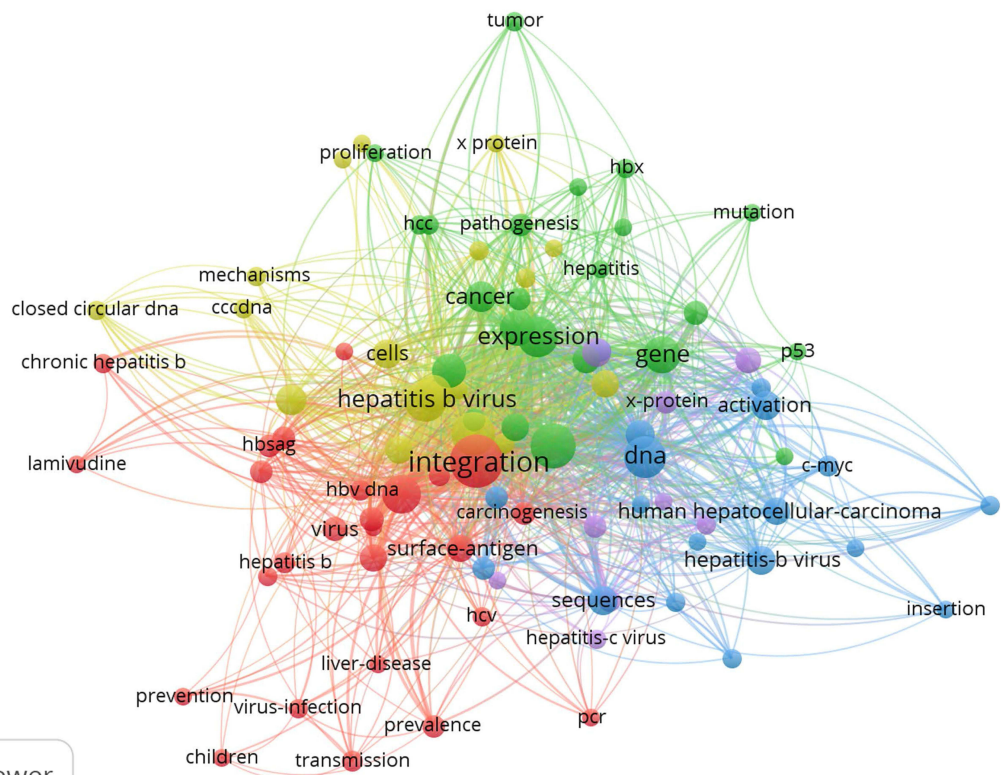 tumor
proliferation
x protein
hbx
hcc
pathogenesis
mutation
mechanisms
hepatitis
closed circular dna
cccdna
cancer
expression
chronic hepatitis b
cells
gene
p53
hepatitis b virus
x-protein
activation
hbsag
lamivudine
integration
dna
c-myc
hbv dna
carcinogenesis
human hepatocellular-carcinoma
virus
surface-antigen
hepatitis b
hepatitis-b virus
sequences
insertion
hcv
hepatitis-c virus
liver-disease
prevention
virus-infection
prevalence
pcr
children
transmission